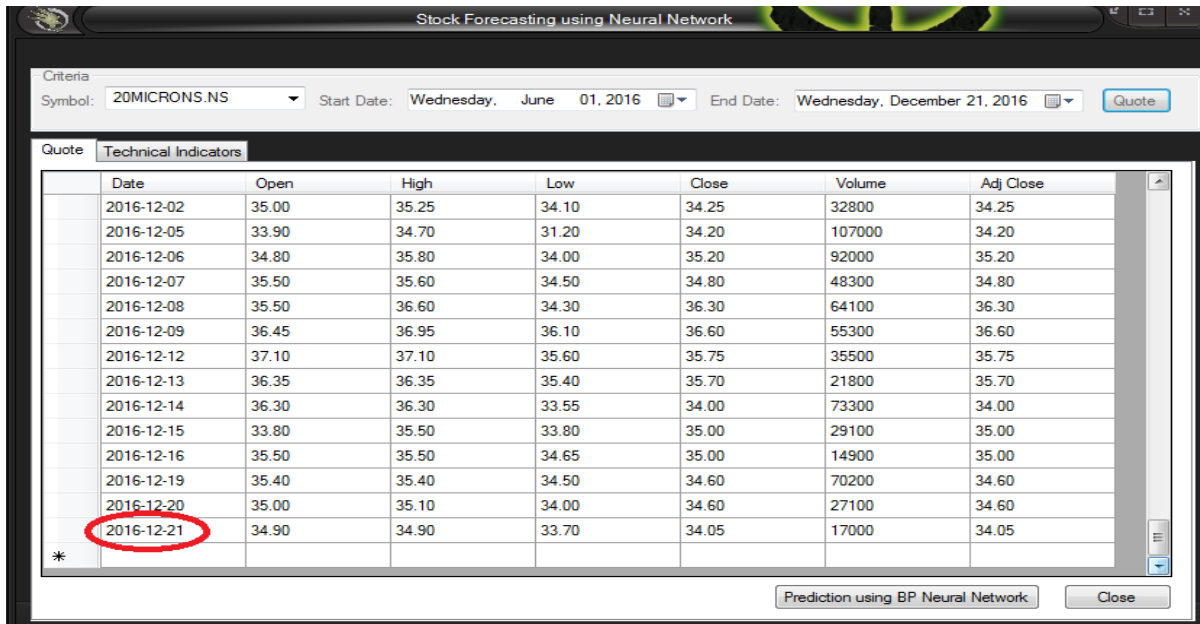 Stock Forecasting using Neural Network
Criteria
Symbol: 20MICRONS.NS Start Date: Wednesday, June 01, 2016 End Date: Wednesday, December 21, 2016 Quote
Quote Technical Indicators
Date Open High Low Close Volume Adj Close
2016-12-02 35.00 35.25 34.10 34.25 32800 34.25
2016-12-05 33.90 34.70 31.20 34.20 107000 34.20
2016-12-06 34.80 35.80 34.00 35.20 92000 35.20
2016-12-07 35.50 35.60 34.50 34.80 48300 34.80
2016-12-08 35.50 36.60 34.30 36.30 64100 36.30
2016-12-09 36.45 36.95 36.10 36.60 55300 36.60
2016-12-12 37.10 37.10 35.60 35.75 35500 35.75
2016-12-13 36.35 36.35 35.40 35.70 21800 35.70
2016-12-14 36.30 36.30 33.55 34.00 73300 34.00
2016-12-15 33.80 35.50 33.80 35.00 29100 35.00
2016-12-16 35.50 35.50 34.65 35.00 14900 35.00
2016-12-19 35.40 35.40 34.50 34.60 70200 34.60
2016-12-20 35.00 35.10 34.00 34.60 27100 34.60
2016-12-21 34.90 34.90 33.70 34.05 17000 34.05
*
Prediction using BP Neural Network Close